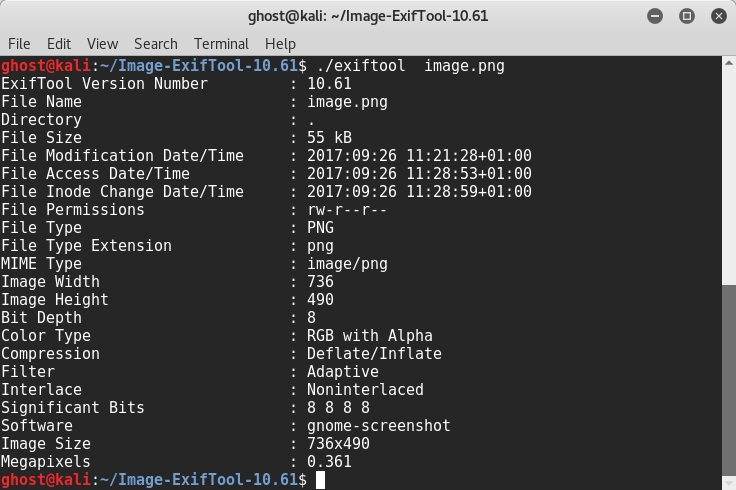 ghost@kali: ~/Image-ExifTool-10.61
File Edit View Search Terminal Help
ghost@kali:~/Image-ExifTool-10.61$ ./exiftool  image.png
ExifTool Version Number         : 10.61
File Name                       : image.png
Directory                       : .
File Size                       : 55 kB
File Modification Date/Time     : 2017:09:26 11:21:28+01:00
File Access Date/Time           : 2017:09:26 11:28:53+01:00
File Inode Change Date/Time     : 2017:09:26 11:28:59+01:00
File Permissions                : rw-r--r--
File Type                       : PNG
File Type Extension             : png
MIME Type                       : image/png
Image Width                     : 736
Image Height                    : 490
Bit Depth                       : 8
Color Type                      : RGB with Alpha
Compression                     : Deflate/Inflate
Filter                          : Adaptive
Interlace                       : Noninterlaced
Significant Bits                : 8 8 8 8
Software                        : gnome-screenshot
Image Size                      : 736x490
Megapixels                      : 0.361
ghost@kali:~/Image-ExifTool-10.61$